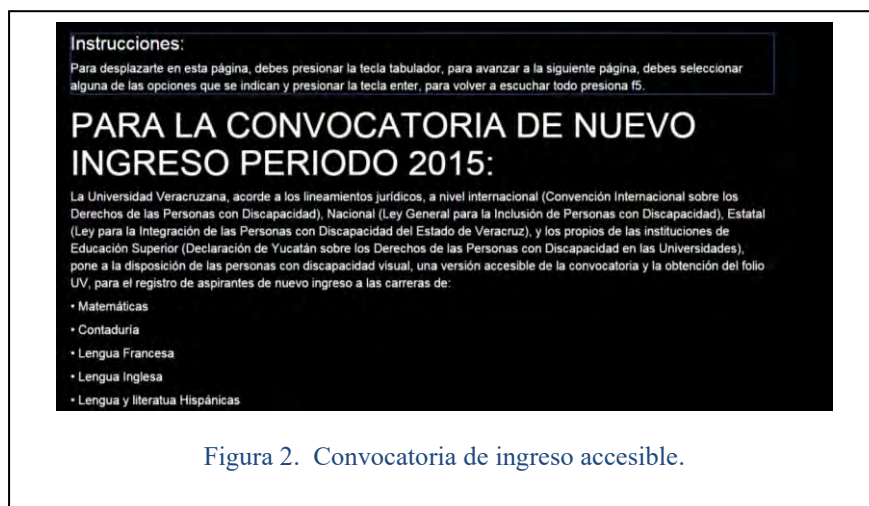 Instrucciones:
Para desplazarte en esta página, debes presionar la tecla tabulador, para avanzar a la siguiente página, debes seleccionar
alguna de las opciones que se indican y presionar la tecla enter, para volver a escuchar todo presiona f5.
PARA LA CONVOCATORIA DE NUEVO
INGRESO PERIODO 2015:
La Universidad Veracruzana, acorde a los lineamientos jurídicos, a nivel internacional (Convención Internacional sobre los
Derechos de las Personas con Discapacidad), Nacional (Ley General para la Inclusión de Personas con Discapacidad), Estatal
(Ley para la Integración de las Personas con Discapacidad del Estado de Veracruz), y los propios de las instituciones de
Educación Superior (Declaración de Yucatán sobre los Derechos de las Personas con Discapacidad en las Universidades),
pone a la disposición de las personas con discapacidad visual, una versión accesible de la convocatoria y la obtención del folio
UV, para el registro de aspirantes de nuevo ingreso a las carreras de:
• Matemáticas
• Contaduría
• Lengua Francesa
• Lengua Inglesa
• Lengua y literatua Hispánicas
Figura 2. Convocatoria de ingreso accesible.